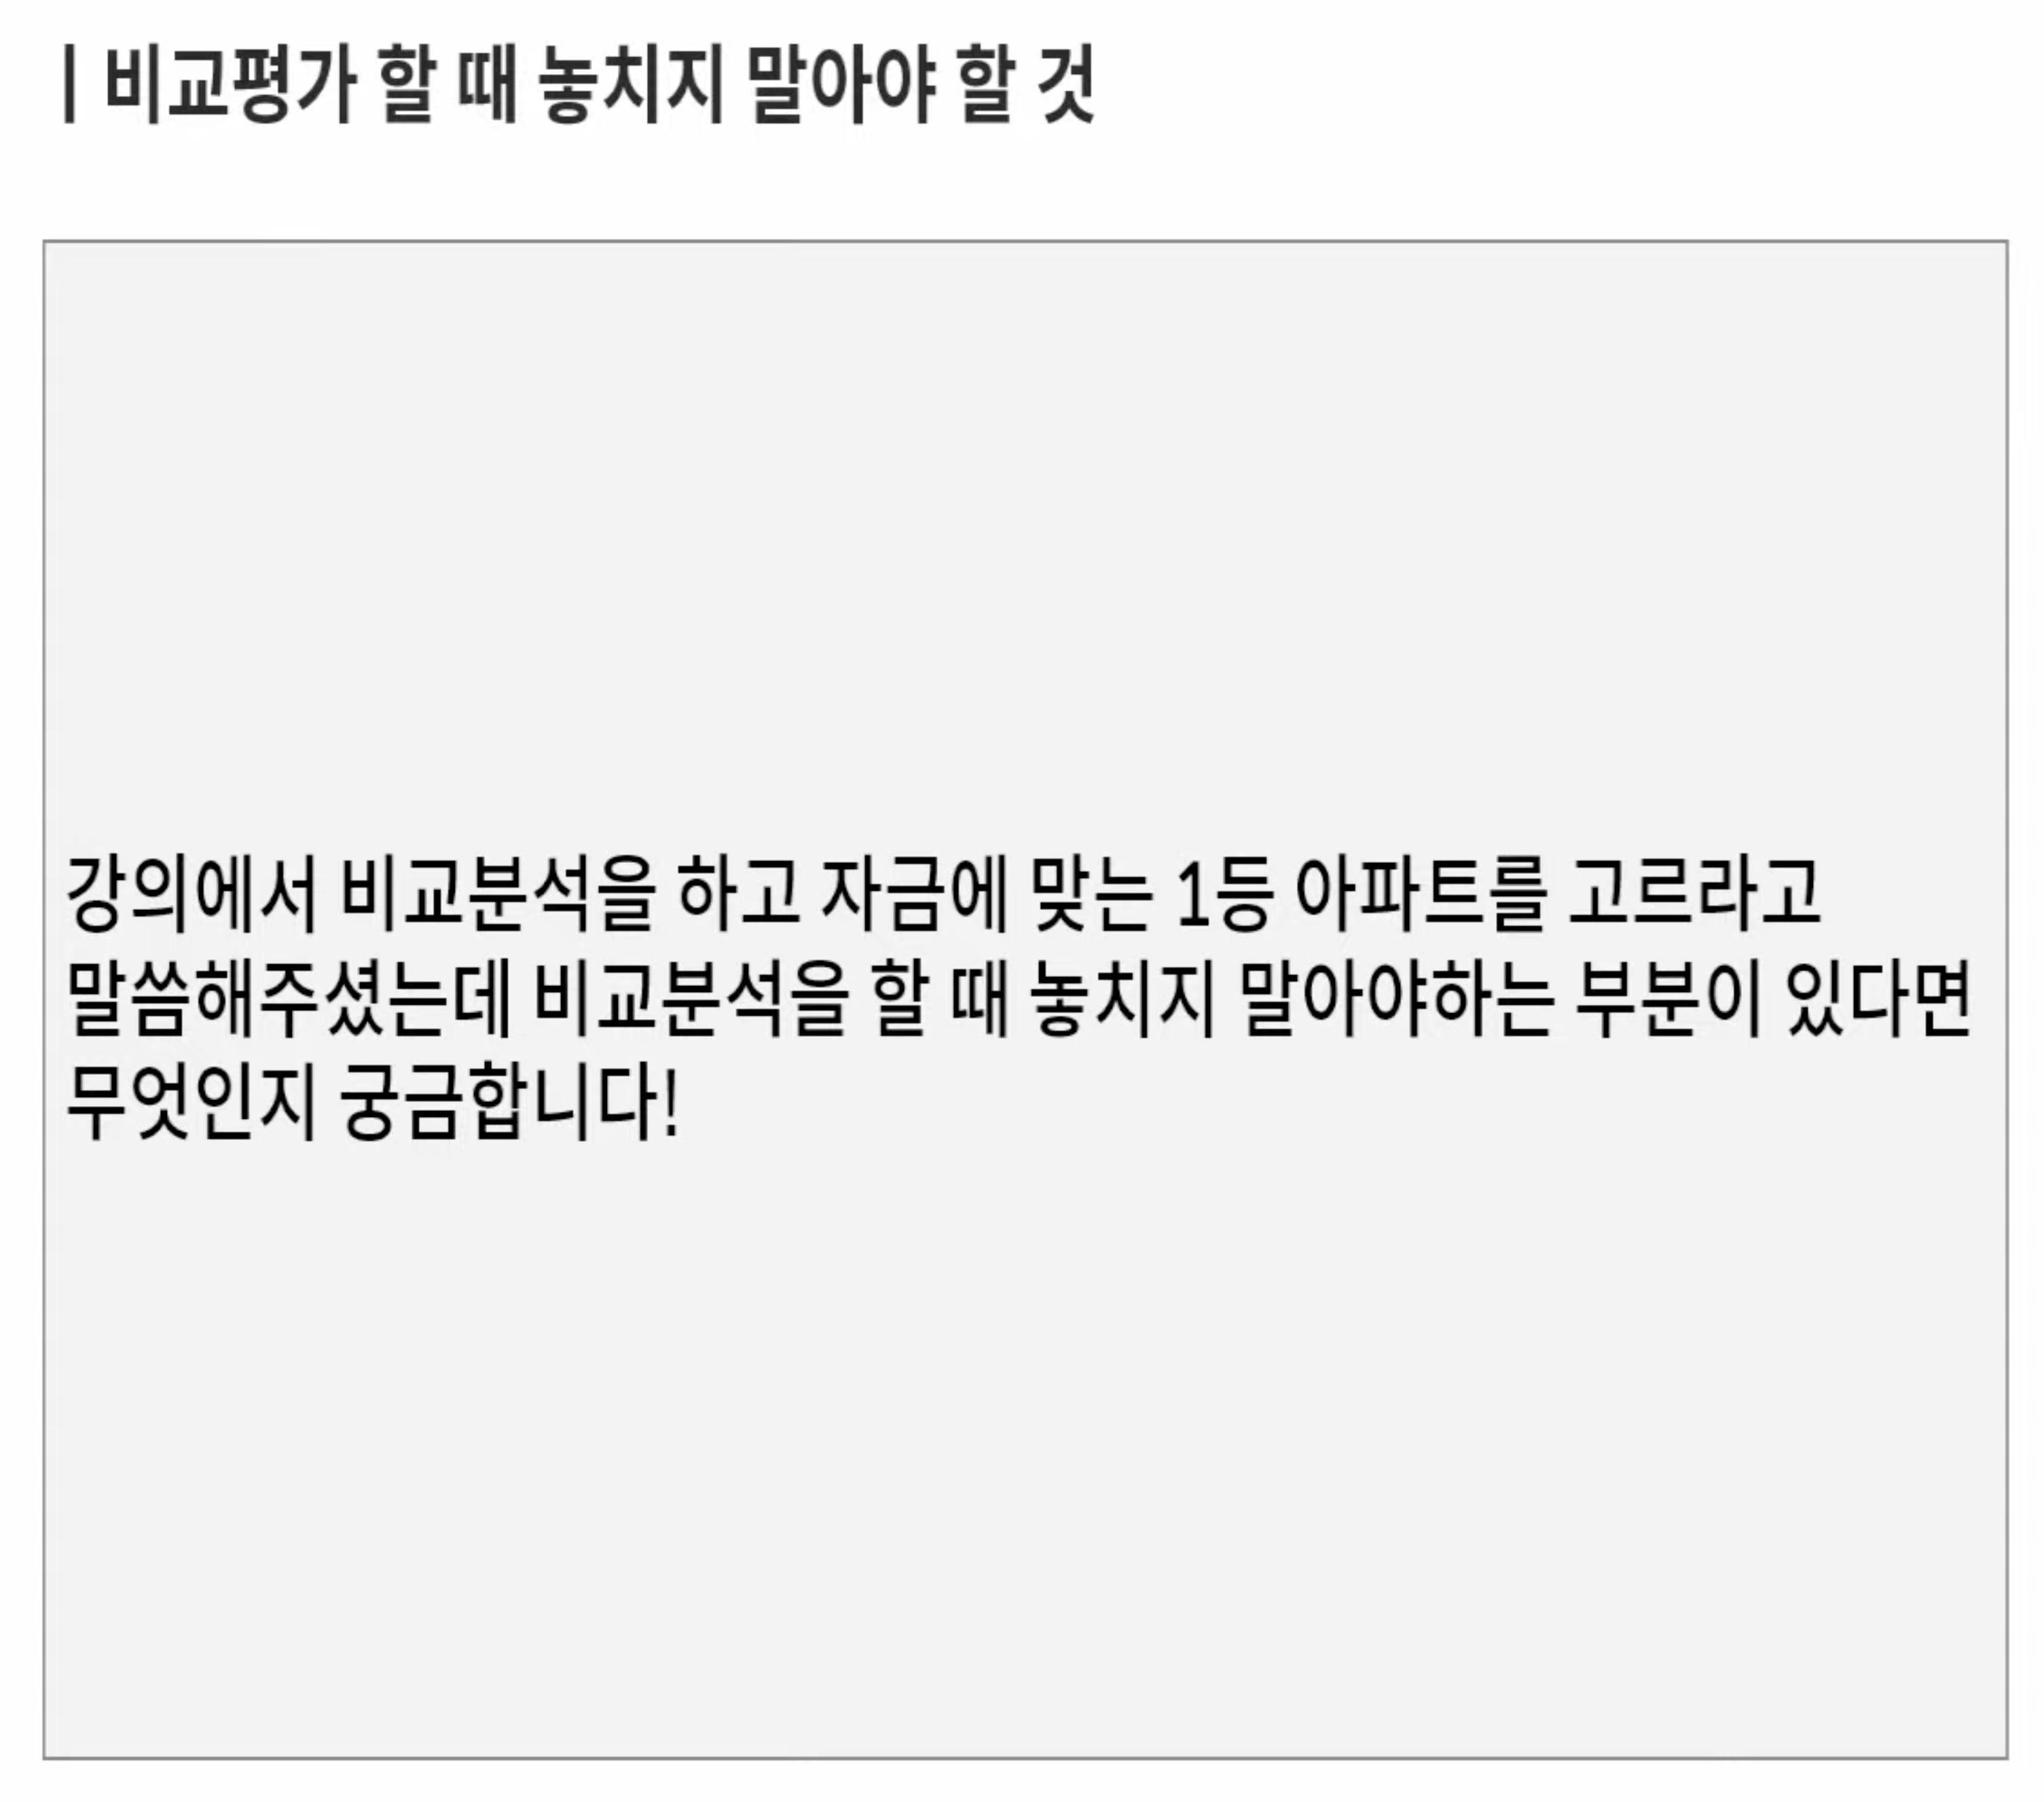 | 비교평가 할 때 놓치지 말아야 할 것
강의에서 비교분석을 하고 자금에 맞는 1등 아파트를 고르라고
말씀해주셨는데 비교분석을 할 때 놓치지 말아야하는 부분이 있다면
무엇인지 궁금합니다!